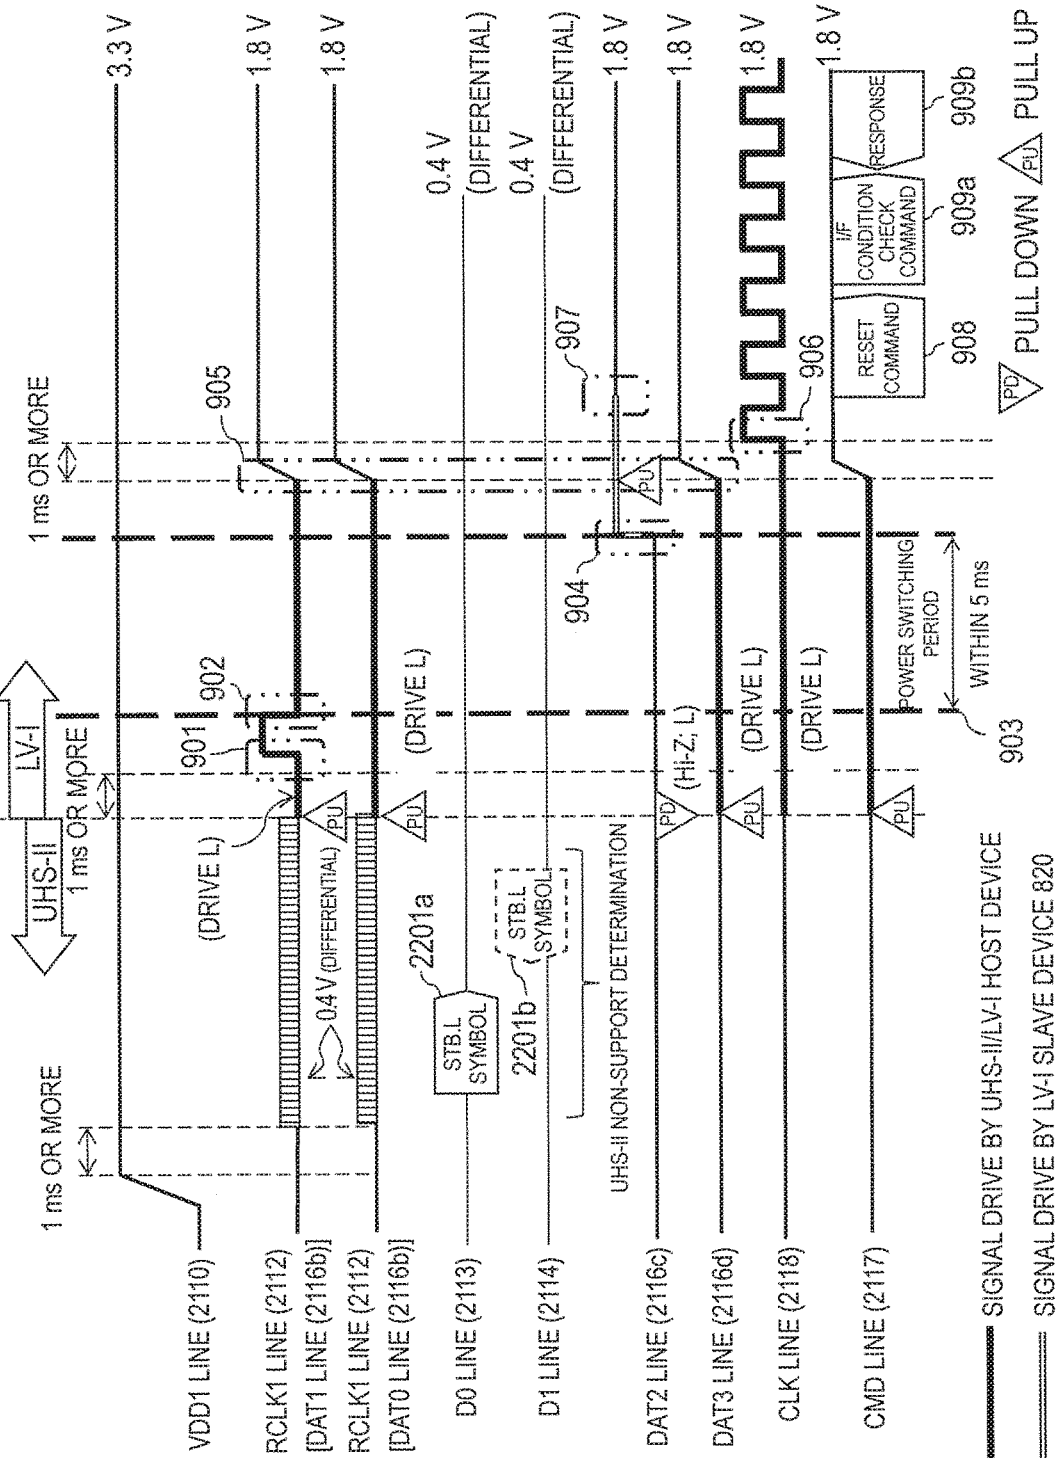 UHS-II
LV-I
1 ms OR MORE
1 ms OR MORE
1 ms OR MORE
VDD1 LINE (2110)
3.3 V
(DRIVE L)
901
902
905
RCLK1 LINE (2112)
[DAT1 LINE (2116b)]
1.8 V
PU
0.4 V (DIFFERENTIAL)
RCLK1 LINE (2112)
[DAT0 LINE (2116b)]
1.8 V
PU
(DRIVE L)
2201a
D0 LINE (2113)
STB.L
SYMBOL
0.4 V
(DIFFERENTIAL)
2201b
D1 LINE (2114)
STB.L
SYMBOL
0.4 V
(DIFFERENTIAL)
UHS-II NON-SUPPORT DETERMINATION
904
907
DAT2 LINE (2116c)
PD
(Hi-Z; L)
PU
1.8 V
DAT3 LINE (2116d)
PU
(DRIVE L)
1.8 V
CLK LINE (2118)
(DRIVE L)
906
1.8 V
CMD LINE (2117)
PU
1.8 V
POWER SWITCHING
PERIOD
WITHIN 5 ms
903
RESET
COMMAND
I/F
CONDITION
CHECK
COMMAND
RESPONSE
908
909a
909b
SIGNAL DRIVE BY UHS-II/LV-I HOST DEVICE
SIGNAL DRIVE BY LV-I SLAVE DEVICE 820
PD PULL DOWN
PU PULL UP